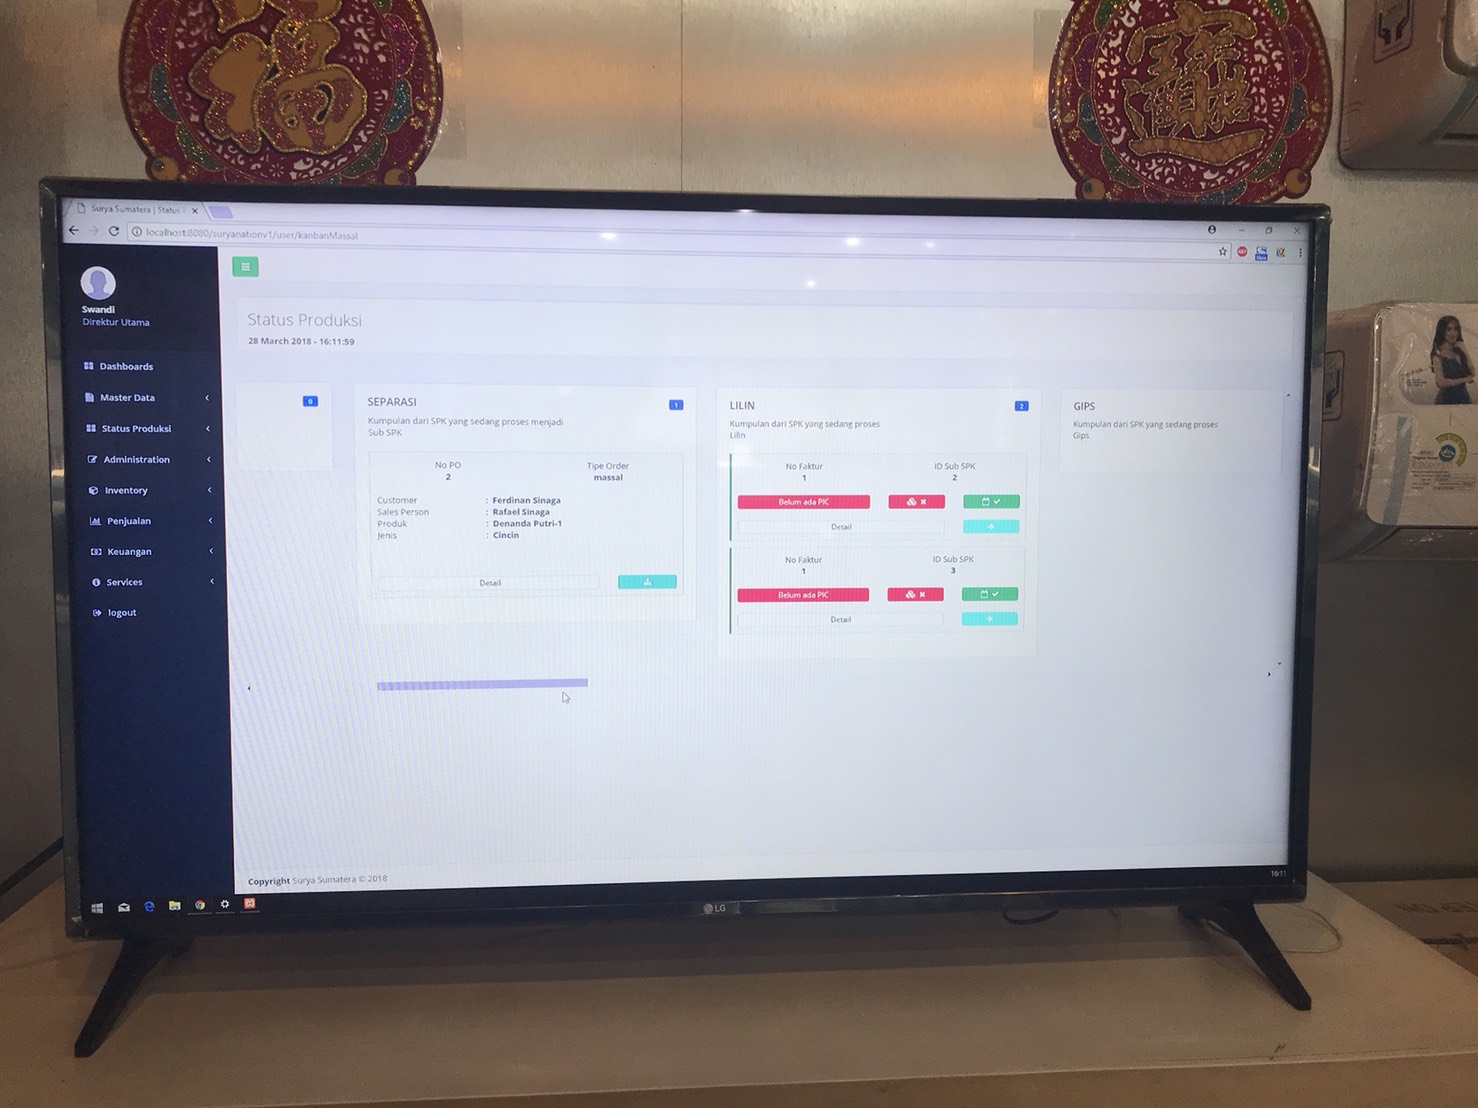 福
招財進寶
Surya Sumatera | Status
localhost:8080/suryanationv1/user/kanbanMassal
Swandi
Direktur Utama
Dashboards
Master Data
Status Produksi
Administration
Inventory
Penjualan
Keuangan
Services
logout
Status Produksi
28 March 2018 - 16:11:59
0
SEPARASI
1
Kumpulan dari SPK yang sedang proses menjadi
Sub SPK
No PO
Tipe Order
2
massal
Customer : Ferdinan Sinaga
Sales Person : Rafael Sinaga
Produk : Denanda Putri-1
Jenis : Cincin
Detail
LILIN
2
Kumpulan dari SPK yang sedang proses
Lilin
No Faktur
ID Sub SPK
1
2
Belum ada PIC
Detail
No Faktur
ID Sub SPK
1
3
Belum ada PIC
Detail
GIPS
Kumpulan dari SPK yang sedang proses
Gips
Copyright Surya Sumatera © 2018
16:11
LG